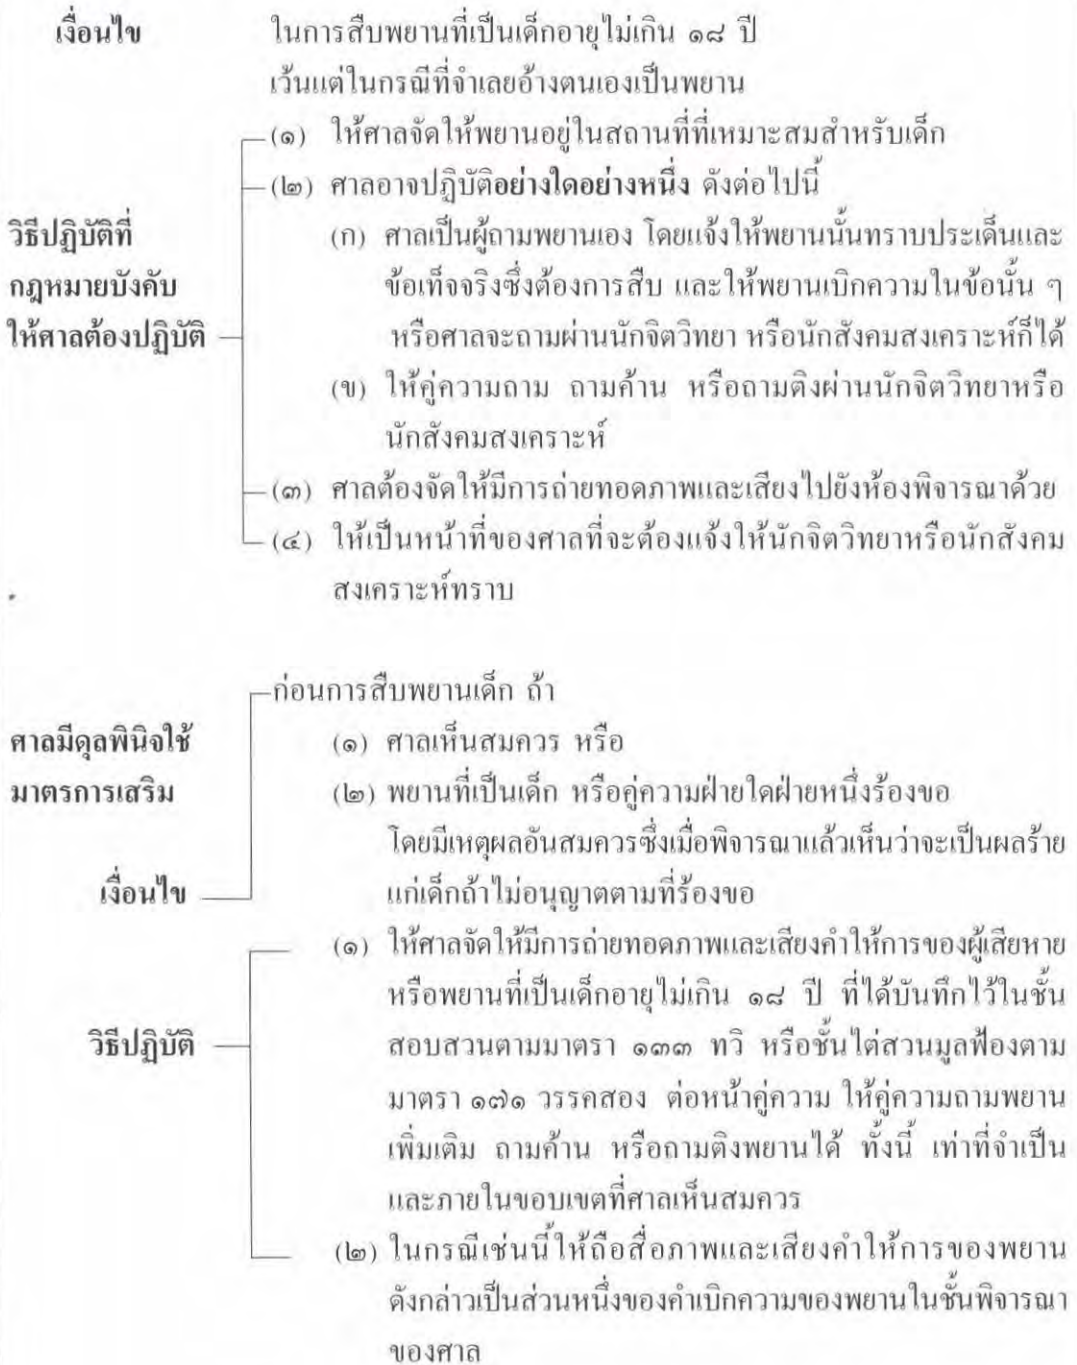 เงื่อนไข ในการสืบพยานที่เป็นเด็กอายุไม่เกิน ๑๘ ปี
เว้นแต่ในกรณีที่จำเลยอ้างตนเองเป็นพยาน
(๑) ให้ศาลจัดให้พยานอยู่ในสถานที่ที่เหมาะสมสำหรับเด็ก
(๒) ศาลอาจปฏิบัติอย่างใดอย่างหนึ่ง ดังต่อไปนี้
วิธีปฏิบัติที่ (ก) ศาลเป็นผู้ถามพยานเอง โดยแจ้งให้พยานนั้นทราบประเด็นและ
กฎหมายบังคับ ข้อเท็จจริงซึ่งต้องการสืบ และให้พยานเบิกความในข้อนั้น ๆ
ให้ศาลต้องปฏิบัติ หรือศาลจะถามผ่านนักจิตวิทยา หรือนักสังคมสงเคราะห์ก็ได้
(ข) ให้คู่ความถาม ถามค้าน หรือถามติงผ่านนักจิตวิทยาหรือ
นักสังคมสงเคราะห์
(๓) ศาลต้องจัดให้มีการถ่ายทอดภาพและเสียงไปยังห้องพิจารณาด้วย
(๔) ให้เป็นหน้าที่ของศาลที่จะต้องแจ้งให้นักจิตวิทยาหรือนักสังคม
สงเคราะห์ทราบ
ก่อนการสืบพยานเด็ก ถ้า
ศาลมีดุลพินิจใช้ (๑) ศาลเห็นสมควร หรือ
มาตรการเสริม (๒) พยานที่เป็นเด็ก หรือคู่ความฝ่ายใดฝ่ายหนึ่งร้องขอ
โดยมีเหตุผลอันสมควรซึ่งเมื่อพิจารณาแล้วเห็นว่าจะเป็นผลร้าย
เงื่อนไข แก่เด็กถ้าไม่อนุญาตตามที่ร้องขอ
(๑) ให้ศาลจัดให้มีการถ่ายทอดภาพและเสียงคำให้การของผู้เสียหาย
หรือพยานที่เป็นเด็กอายุไม่เกิน ๑๘ ปี ที่ได้บันทึกไว้ในชั้น
วิธีปฏิบัติ สอบสวนตามมาตรา ๑๓๓ ทวิ หรือชั้นไต่สวนมูลฟ้องตาม
มาตรา ๑๗๑ วรรคสอง ต่อหน้าคู่ความ ให้คู่ความถามพยาน
เพิ่มเติม ถามค้าน หรือถามติงพยานได้ ทั้งนี้ เท่าที่จำเป็น
และภายในขอบเขตที่ศาลเห็นสมควร
(๒) ในกรณีเช่นนี้ให้ถือสื่อภาพและเสียงคำให้การของพยาน
ดังกล่าวเป็นส่วนหนึ่งของคำเบิกความของพยานในชั้นพิจารณา
ของศาล